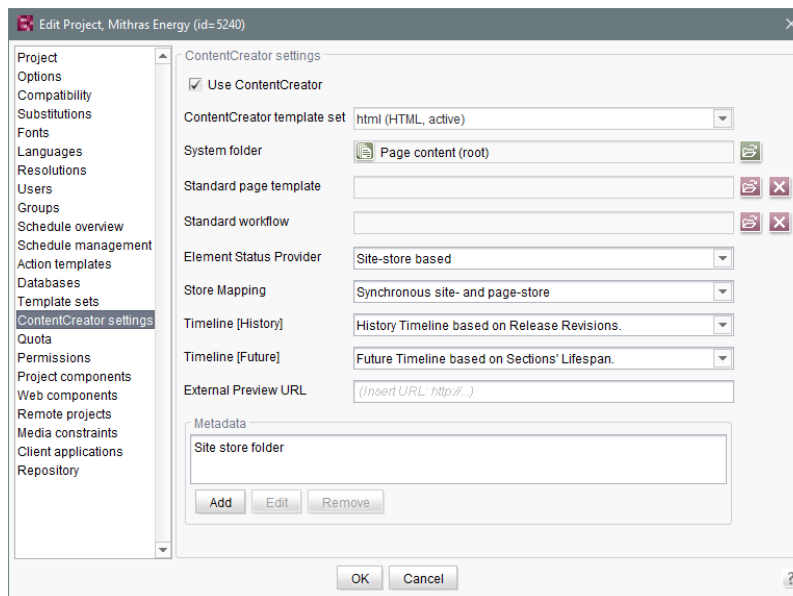 Edit Project, Mithras Energy (id=5240)
Project
Options
Compatibility
Substitutions
Fonts
Languages
Resolutions
Users
Groups
Schedule overview
Schedule management
Action templates
Databases
Template sets
ContentCreator settings
Quota
Permissions
Project components
Web components
Remote projects
Media constraints
Client applications
Repository
ContentCreator settings
Use ContentCreator
ContentCreator template set html (HTML, active)
System folder Page content (root)
Standard page template
Standard workflow
Element Status Provider Site-store based
Store Mapping Synchronous site- and page-store
Timeline [History] History Timeline based on Release Revisions.
Timeline [Future] Future Timeline based on Sections' Lifespan.
External Preview URL (Insert URL: http://...)
Metadata
Site store folder
Add Edit Remove
OK Cancel ?